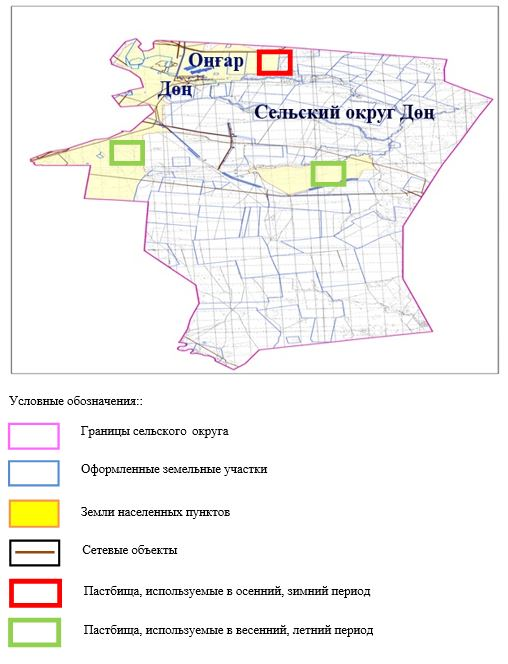 Оңғар
Дөң
Сельский округ Дөң
Условные обозначения::
Границы сельского округа
Оформленные земельные участки
Земли населенных пунктов
Сетевые объекты
Пастбища, используемые в осенний, зимний период
Пастбища, используемые в весенний, летний период